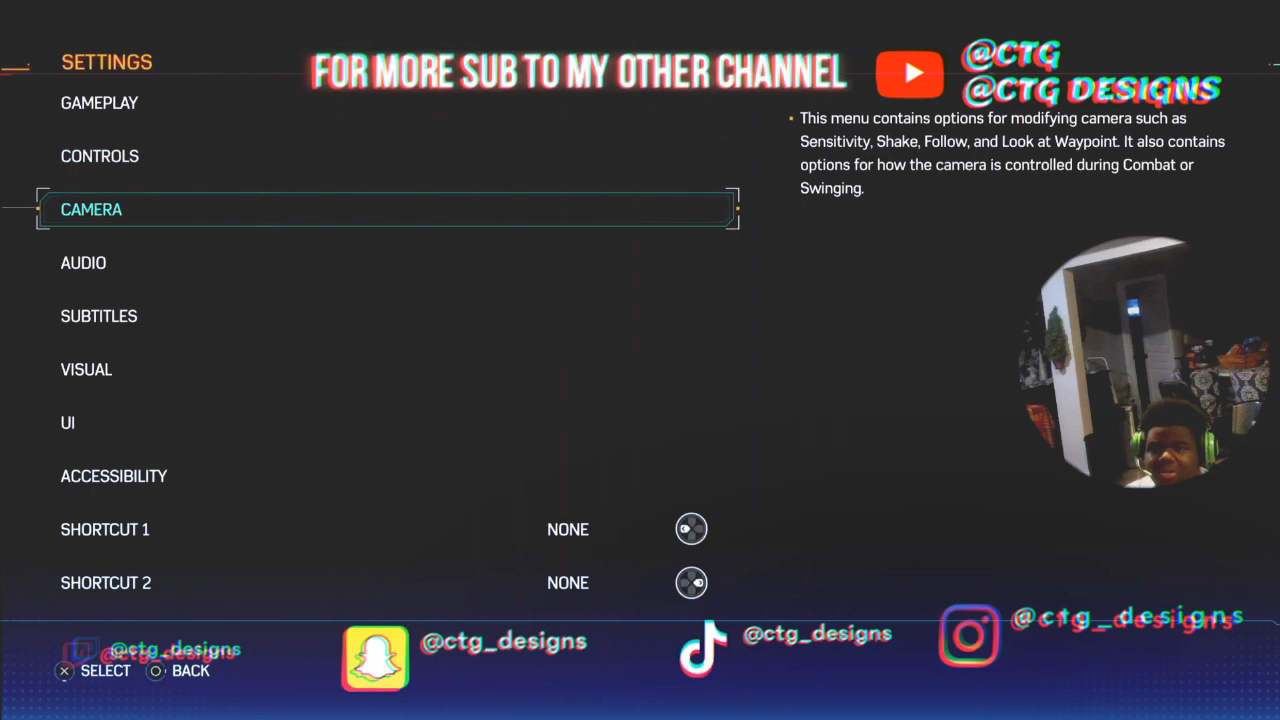 SETTINGS
FOR MORE SUB TO MY OTHER CHANNEL
@CTG
@CTG DESIGNS
GAMEPLAY
CONTROLS
CAMERA
AUDIO
SUBTITLES
VISUAL
UI
ACCESSIBILITY
SHORTCUT 1 NONE
SHORTCUT 2 NONE
This menu contains options for modifying camera such as
Sensitivity, Shake, Follow, and Look at Waypoint. It also contains
options for how the camera is controlled during Combat or
Swinging.
@ctg_designs
@ctg_designs
@ctg_designs
@ctg_designs
SELECT BACK